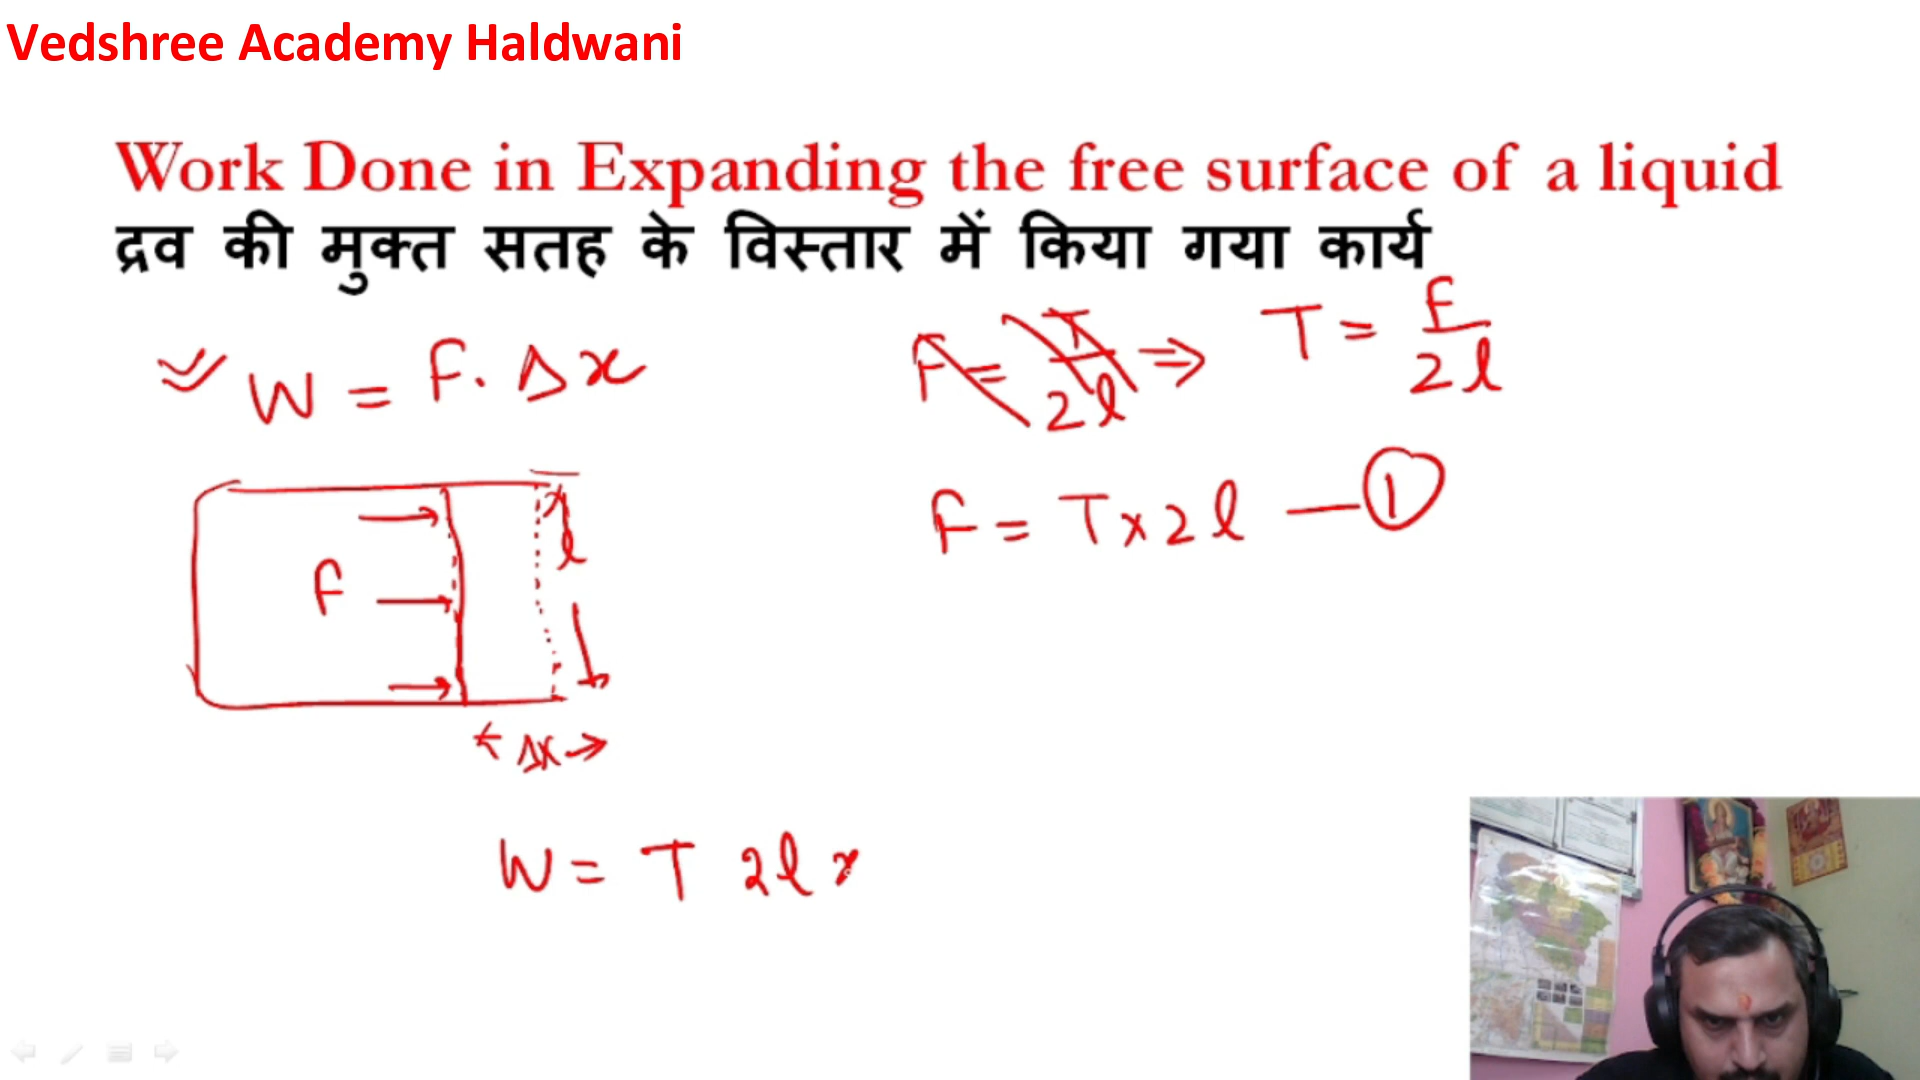 Vedshree Academy Haldwani
Work Done in Expanding the free surface of a liquid
द्रव की मुक्त सतह के विस्तार में किया गया कार्य
W = F. Δx
F = T/2l ⇒ T = F/2l
F = T x 2l — ①
F
l
Δx
W = T 2l x